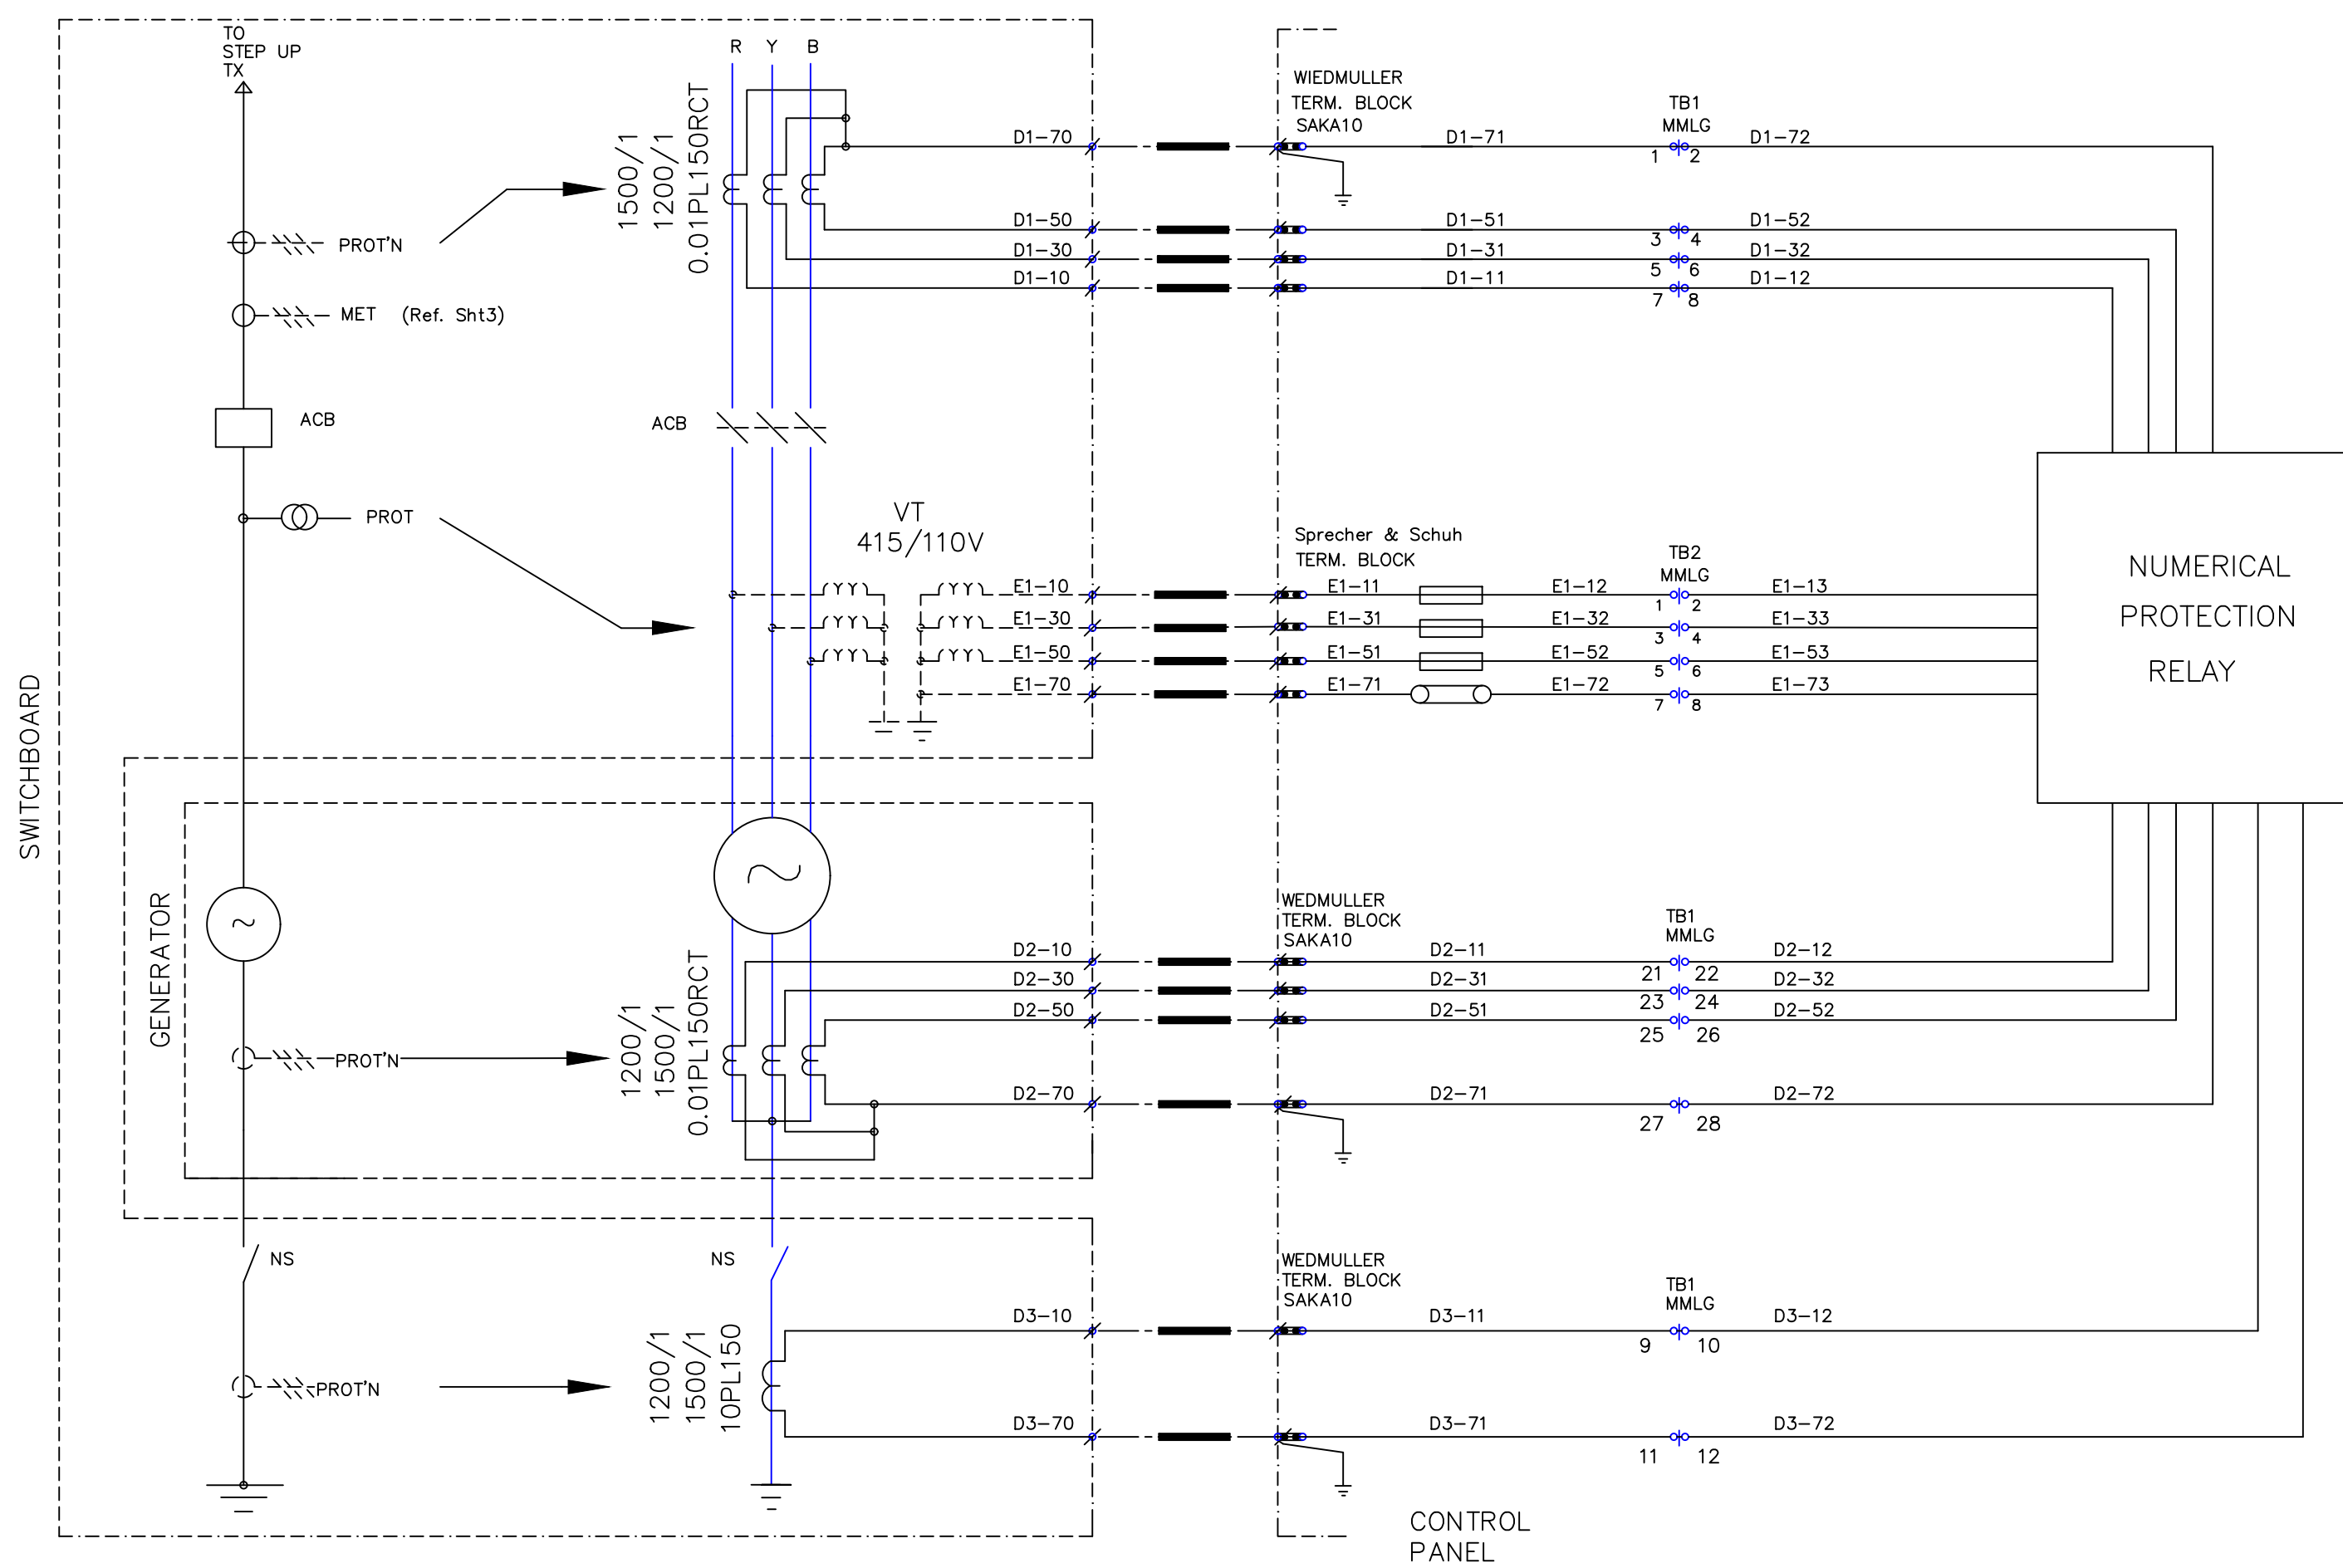 TO
STEP UP
TX
PROT'N
MET (Ref. Sht3)
ACB
PROT
SWITCHBOARD
GENERATOR
PROT'N
NS
PROT'N
R Y B
1500/1
1200/1
0.01PL150RCT
ACB
VT
415/110V
1200/1
1500/1
0.01PL150RCT
NS
1200/1
1500/1
10PL150
WIEDMULLER
TERM. BLOCK
SAKA10
TB1
MMLG
D1-70 D1-71 1 2 D1-72
D1-50 D1-51 3 4 D1-52
D1-30 D1-31 5 6 D1-32
D1-10 D1-11 7 8 D1-12
Sprecher & Schuh
TERM. BLOCK
TB2
MMLG
E1-10 E1-11 E1-12 1 2 E1-13
E1-30 E1-31 E1-32 3 4 E1-33
E1-50 E1-51 E1-52 5 6 E1-53
E1-70 E1-71 E1-72 7 8 E1-73
NUMERICAL
PROTECTION
RELAY
WEDMULLER
TERM. BLOCK
SAKA10
TB1
MMLG
D2-10 D2-11 21 22 D2-12
D2-30 D2-31 23 24 D2-32
D2-50 D2-51 25 26 D2-52
D2-70 D2-71 27 28 D2-72
WEDMULLER
TERM. BLOCK
SAKA10
TB1
MMLG
D3-10 D3-11 9 10 D3-12
D3-70 D3-71 11 12 D3-72
CONTROL
PANEL